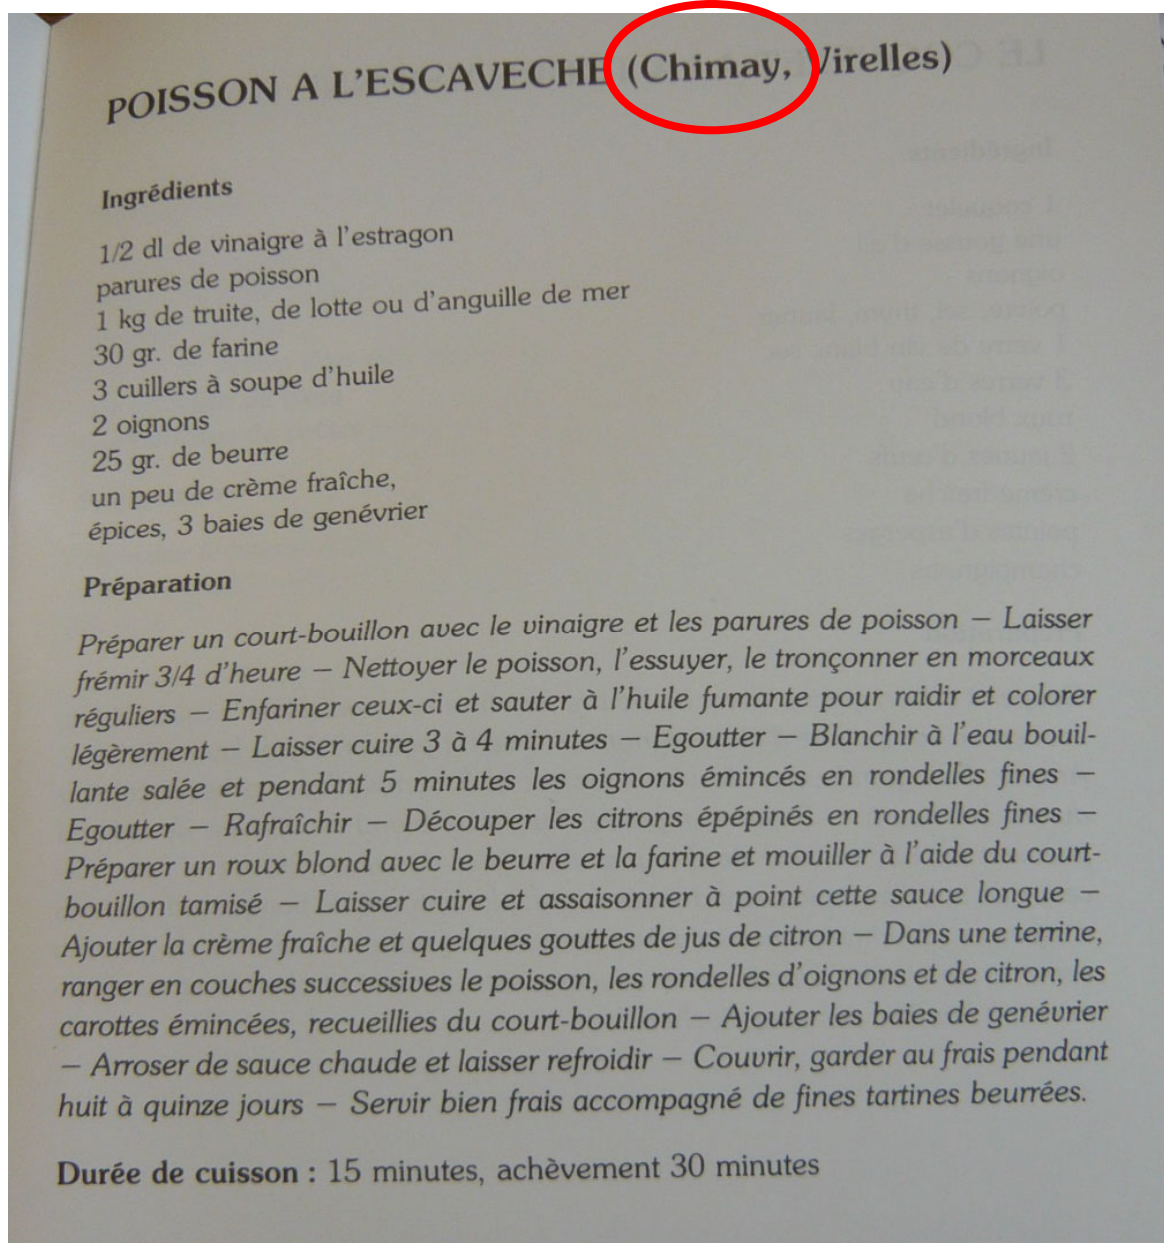 POISSON A L'ESCAVECHE (Chimay, Virelles)
Ingrédients
1/2 dl de vinaigre à l'estragon
parures de poisson
1 kg de truite, de lotte ou d'anguille de mer
30 gr. de farine
3 cuillers à soupe d'huile
2 oignons
25 gr. de beurre
un peu de crème fraîche,
épices, 3 baies de genévrier
Préparation
Préparer un court-bouillon avec le vinaigre et les parures de poisson — Laisser
frémir 3/4 d'heure — Nettoyer le poisson, l'essuyer, le tronçonner en morceaux
réguliers — Enfariner ceux-ci et sauter à l'huile fumante pour raidir et colorer
légèrement — Laisser cuire 3 à 4 minutes — Egoutter — Blanchir à l'eau bouil-
lante salée et pendant 5 minutes les oignons émincés en rondelles fines —
Egoutter — Rafraîchir — Découper les citrons épépinés en rondelles fines —
Préparer un roux blond avec le beurre et la farine et mouiller à l'aide du court-
bouillon tamisé — Laisser cuire et assaisonner à point cette sauce longue —
Ajouter la crème fraîche et quelques gouttes de jus de citron — Dans une terrine,
ranger en couches successives le poisson, les rondelles d'oignons et de citron, les
carottes émincées, recueillies du court-bouillon — Ajouter les baies de genévrier
— Arroser de sauce chaude et laisser refroidir — Couvrir, garder au frais pendant
huit à quinze jours — Servir bien frais accompagné de fines tartines beurrées.
Durée de cuisson : 15 minutes, achèvement 30 minutes